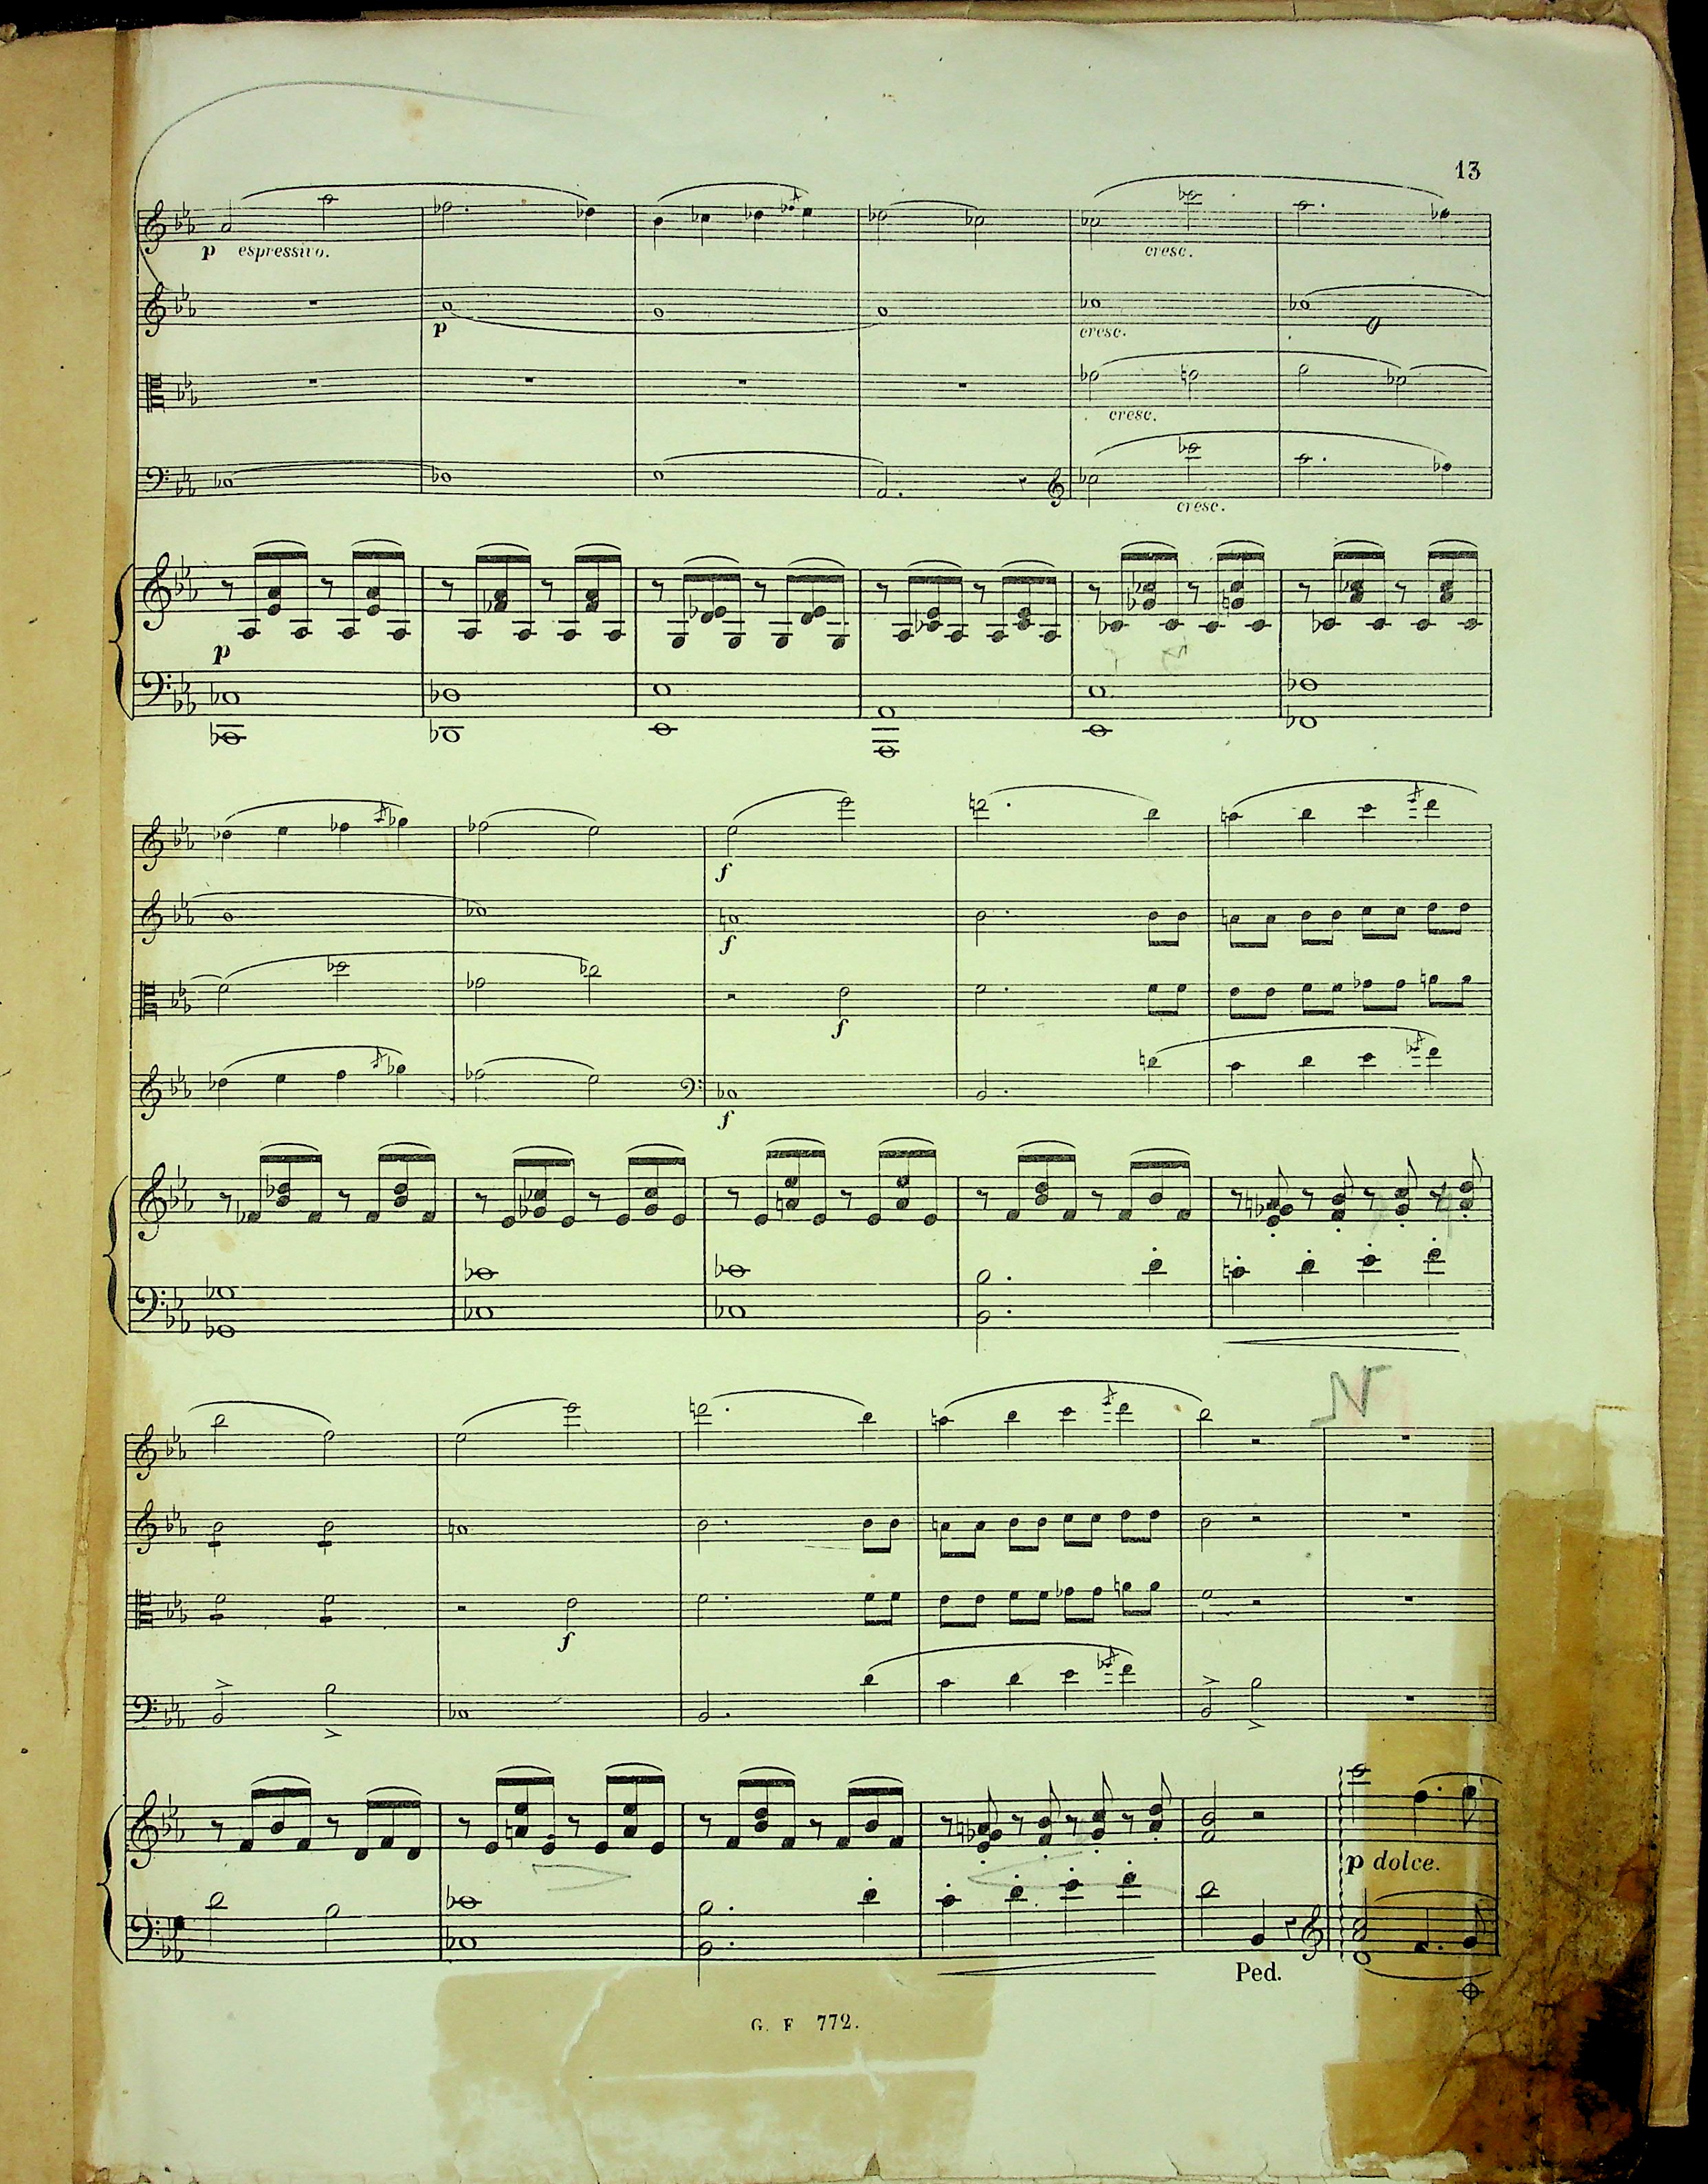 13
p espressivo.
cresc.
p
cresc.
cresc.
cresc.
p
f
f
f
f
N
f
p dolce.
Ped.
G. F 772.